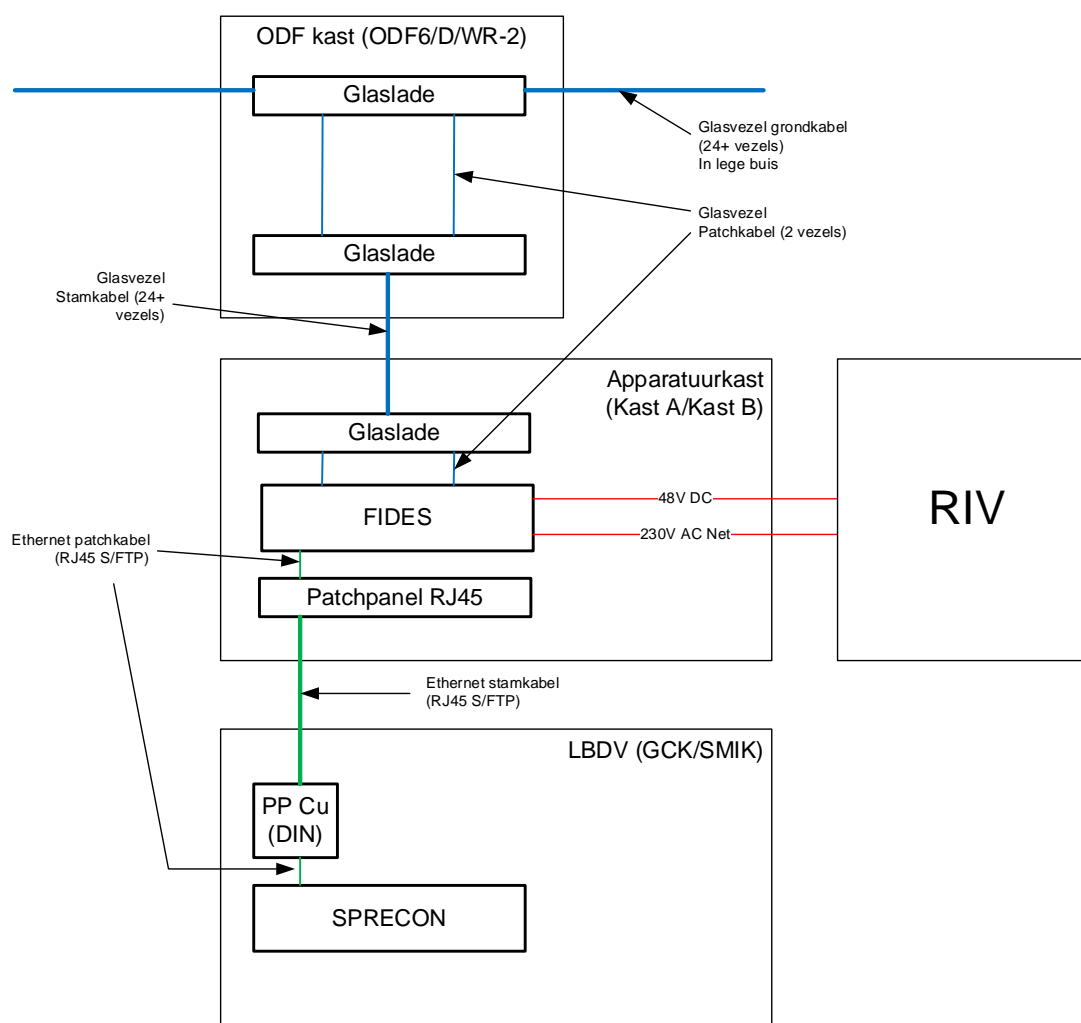 ODF kast (ODF6/D/WR-2)
Glaslade
Glasvezel grondkabel
(24+ vezels)
In lege buis
Glasvezel
Patchkabel (2 vezels)
Glaslade
Glasvezel
Stamkabel (24+
vezels)
Apparatuurkast
(Kast A/Kast B)
Glaslade
FIDES
48V DC
230V AC Net
RIV
Ethernet patchkabel
(RJ45 S/FTP)
Patchpanel RJ45
Ethernet stamkabel
(RJ45 S/FTP)
LBDV (GCK/SMIK)
PP Cu
(DIN)
SPRECON